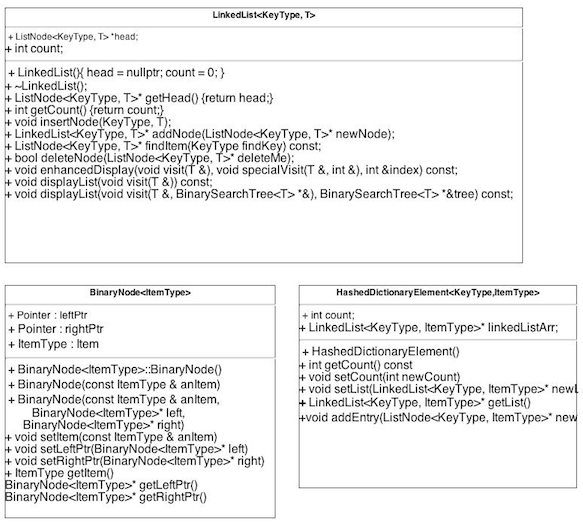 LinkedList<KeyType, T>
+ ListNode<KeyType, T> *head;
+ int count;
+ LinkedList(){ head = nullptr; count = 0; }
+ ~LinkedList();
+ ListNode<KeyType, T>* getHead() {return head;}
+ int getCount() {return count;}
+ void insertNode(KeyType, T);
+ LinkedList<KeyType, T>* addNode(ListNode<KeyType, T>* newNode);
+ ListNode<KeyType, T>* findItem(KeyType findKey) const;
+ bool deleteNode(ListNode<KeyType, T>* deleteMe);
+ void enhancedDisplay(void visit(T &), void specialVisit(T &, int &), int &index) const;
+ void displayList(void visit(T &)) const;
+ void displayList(void visit(T &, BinarySearchTree<T> *&), BinarySearchTree<T> *&tree) const;
BinaryNode<ItemType>
+ Pointer : leftPtr
+ Pointer : rightPtr
+ ItemType : Item
+ BinaryNode<ItemType>::BinaryNode()
+ BinaryNode(const ItemType & anItem)
+ BinaryNode(const ItemType & anItem,
BinaryNode<ItemType>* left,
BinaryNode<ItemType>* right)
+ void setItem(const ItemType & anItem)
+ void setLeftPtr(BinaryNode<ItemType>* left)
+ void setRightPtr(BinaryNode<ItemType>* right)
+ ItemType getItem()
BinaryNode<ItemType>* getLeftPtr()
BinaryNode<ItemType>* getRightPtr()
HashedDictionaryElement<KeyType,ItemType>
+ int count;
+ LinkedList<KeyType, ItemType>* linkedListArr;
+ HashedDictionaryElement()
+ int getCount() const
+ void setCount(int newCount)
+ void setList(LinkedList<KeyType, ItemType>* newL
+ LinkedList<KeyType, ItemType>* getList()
+void addEntry(ListNode<KeyType, ItemType>* new